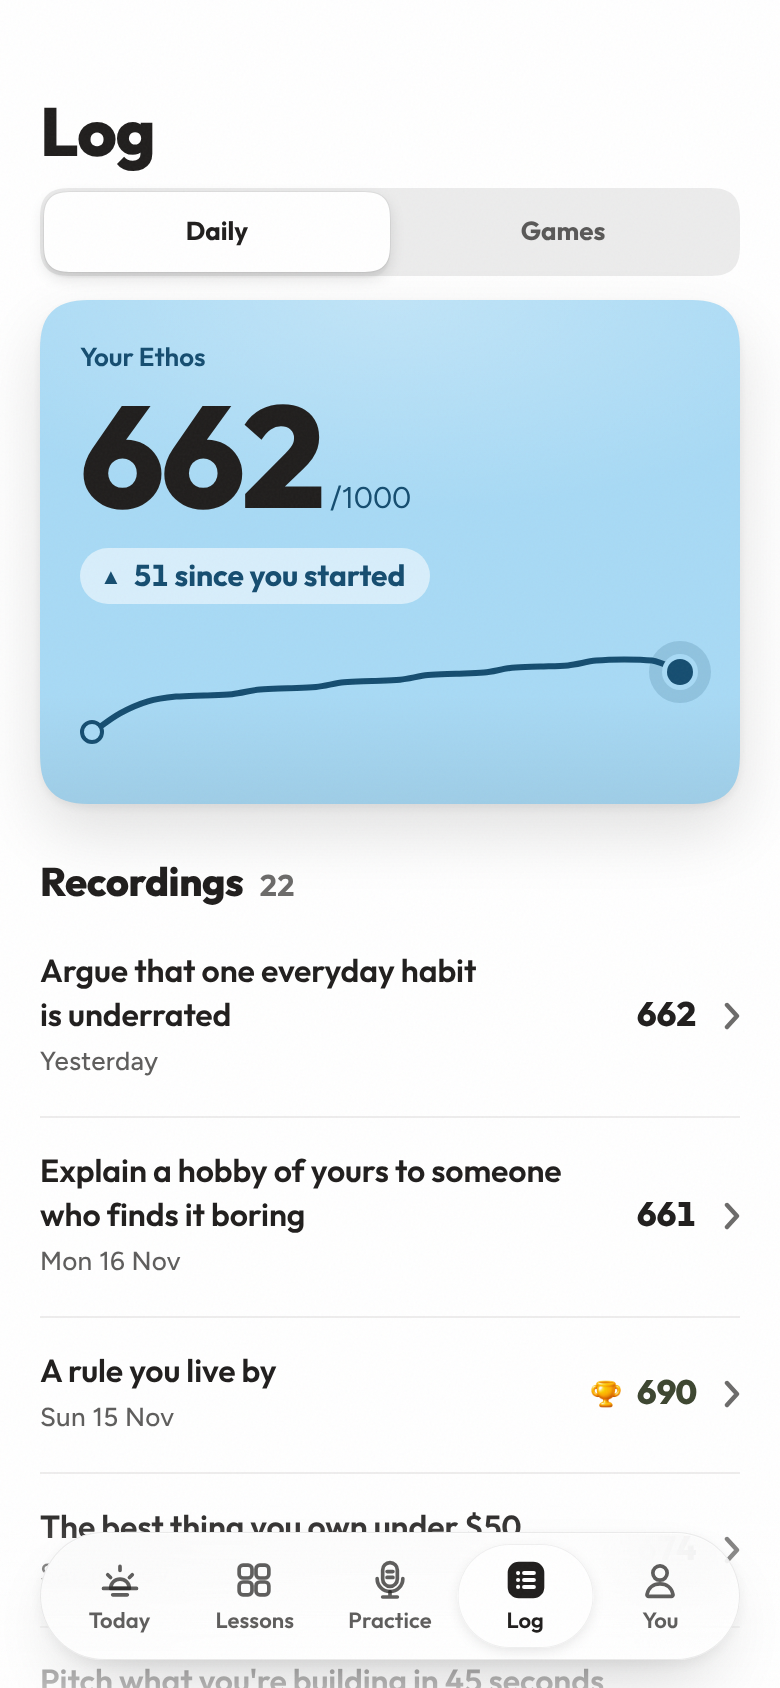 Log
Daily
Games
Your Ethos
662 /1000
▲ 51 since you started
Recordings 22
Argue that one everyday habit
is underrated
662
Yesterday
Explain a hobby of yours to someone
who finds it boring
661
Mon 16 Nov
A rule you live by
🏆 690
Sun 15 Nov
The best thing you own under $50
Today
Lessons
Practice
Log
You
Pitch what you're building in 45 seconds